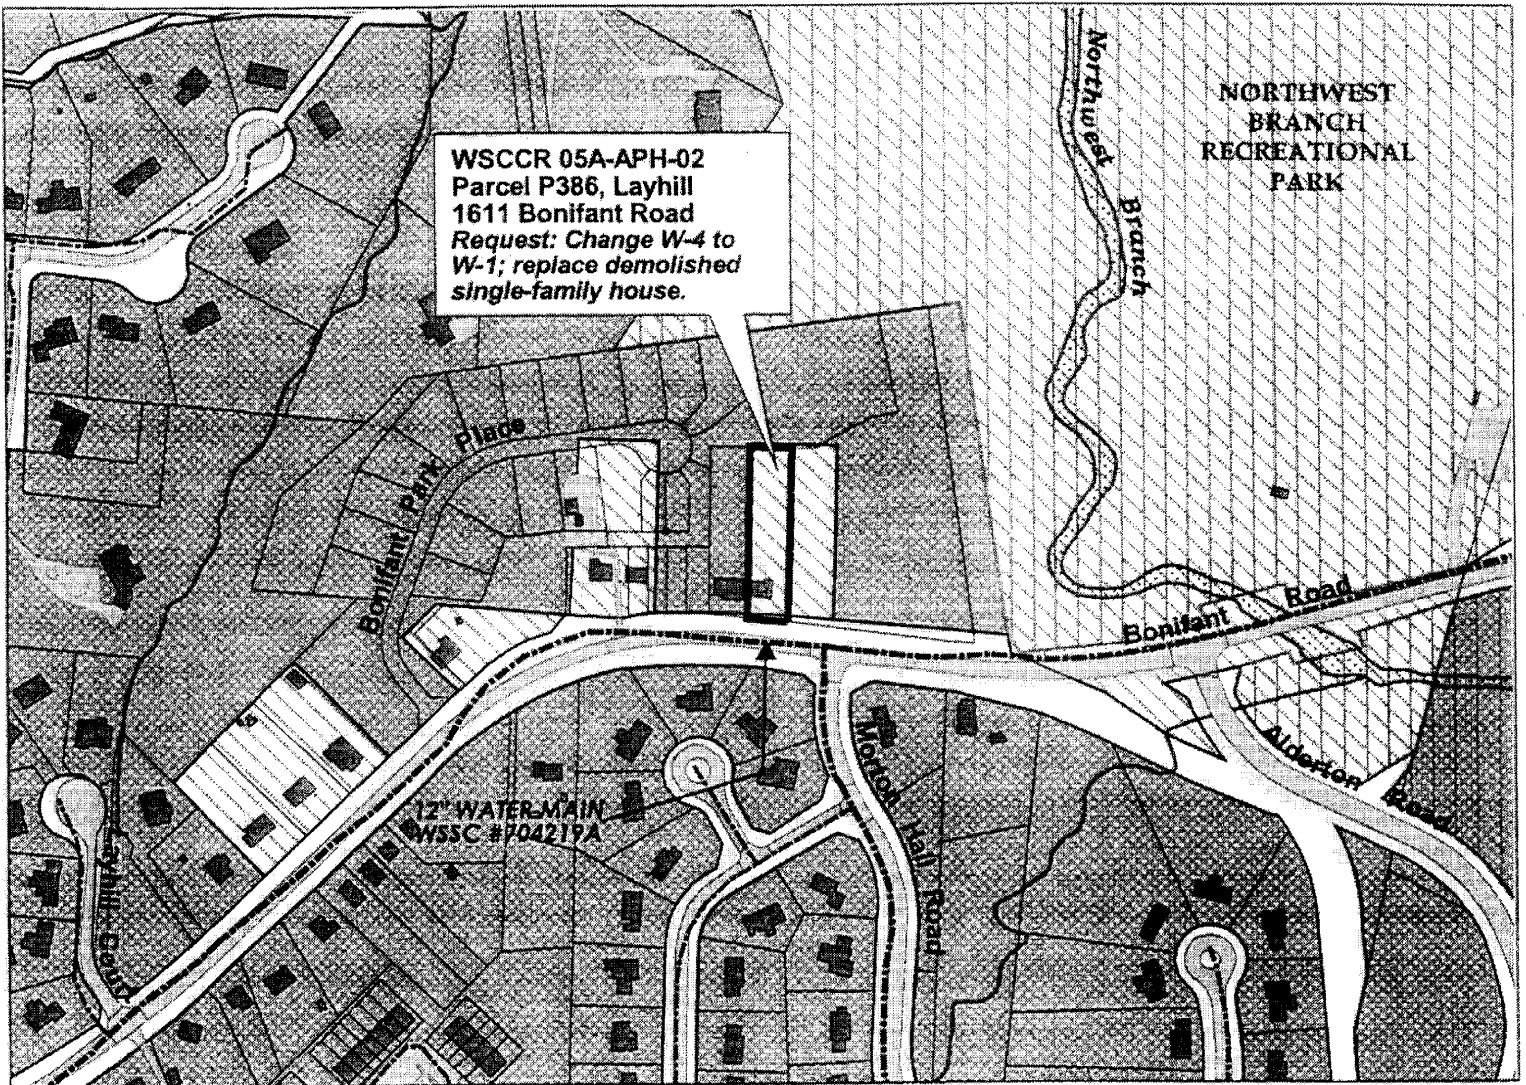 NORTHWEST
BRANCH
RECREATIONAL
PARK
Northwest
Branch
WSCCR 05A-APH-02
Parcel P386, Layhill
1611 Bonifant Road
Request: Change W-4 to
W-1; replace demolished
single-family house.
Bonifant Park Place
Bonifant Road
12" WATER MAIN
WSSC #704219A
Morton Hall Road
Alderton Road
Layhill Court